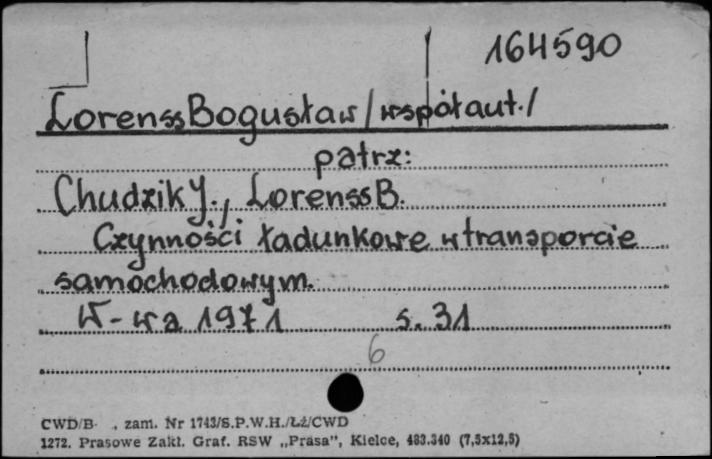 164590
Lorenss Bogusław /współaut./
patrz:
Chudzik J., Lorenss B.
Czynności ładunkowe w transporcie
samochodowym.
W-wa 1971 s. 31
6
CWD/B- , zam. Nr 1743/S.P.W.H./Łż/CWD
1272. Prasowe Zakł. Graf. RSW „Prasa", Kielce, 483.340 (7,5x12,5)